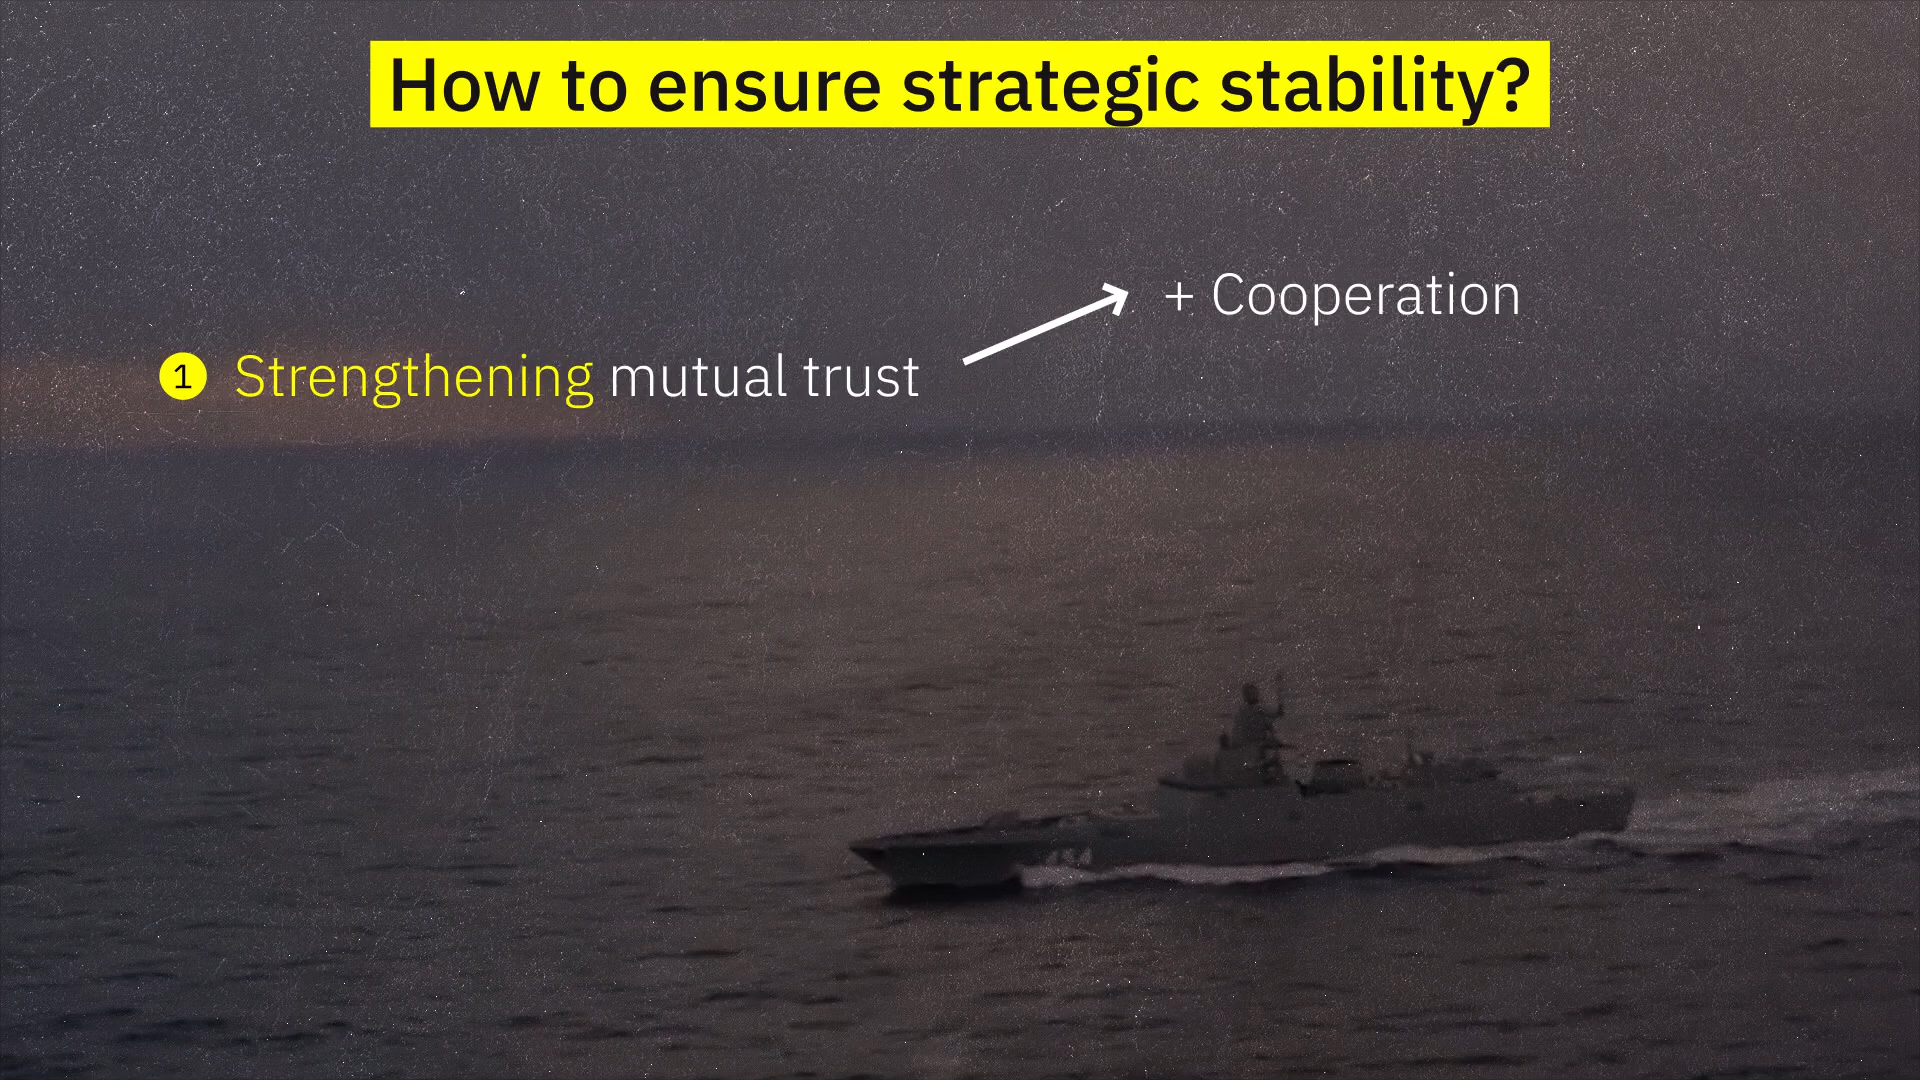 How to ensure strategic stability?
+ Cooperation
1 Strengthening mutual trust